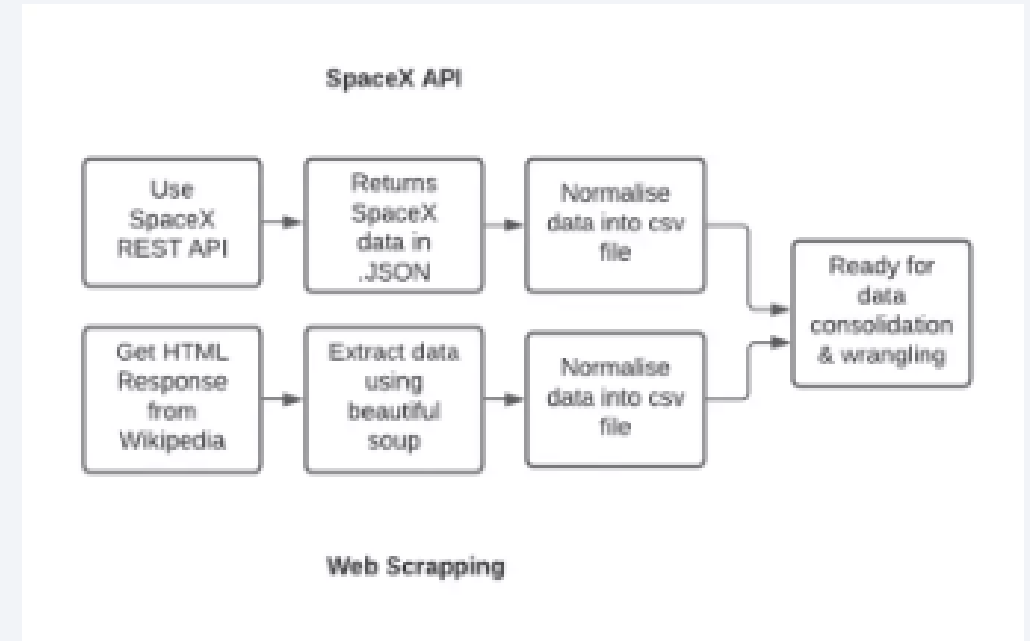 SpaceX API
Use
SpaceX
REST API
Returns
SpaceX
data in
.JSON
Normalise
data into csv
file
Ready for
data
consolidation
& wrangling
Get HTML
Response
from
Wikipedia
Extract data
using
beautiful
soup
Normalise
data into csv
file
Web Scrapping